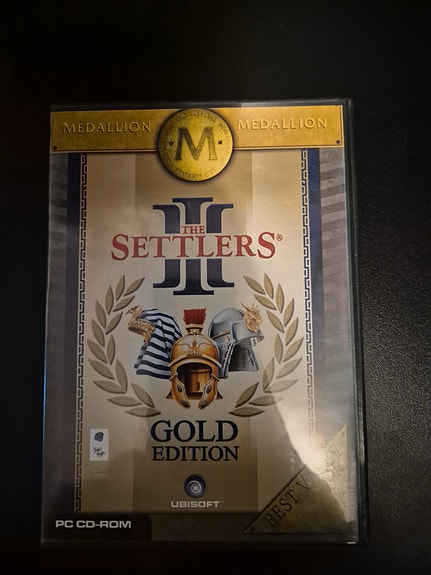 MEDALLION M MEDALLION
III
THE
SETTLERS®
GOLD
EDITION
UBISOFT
BEST
PC CD-ROM